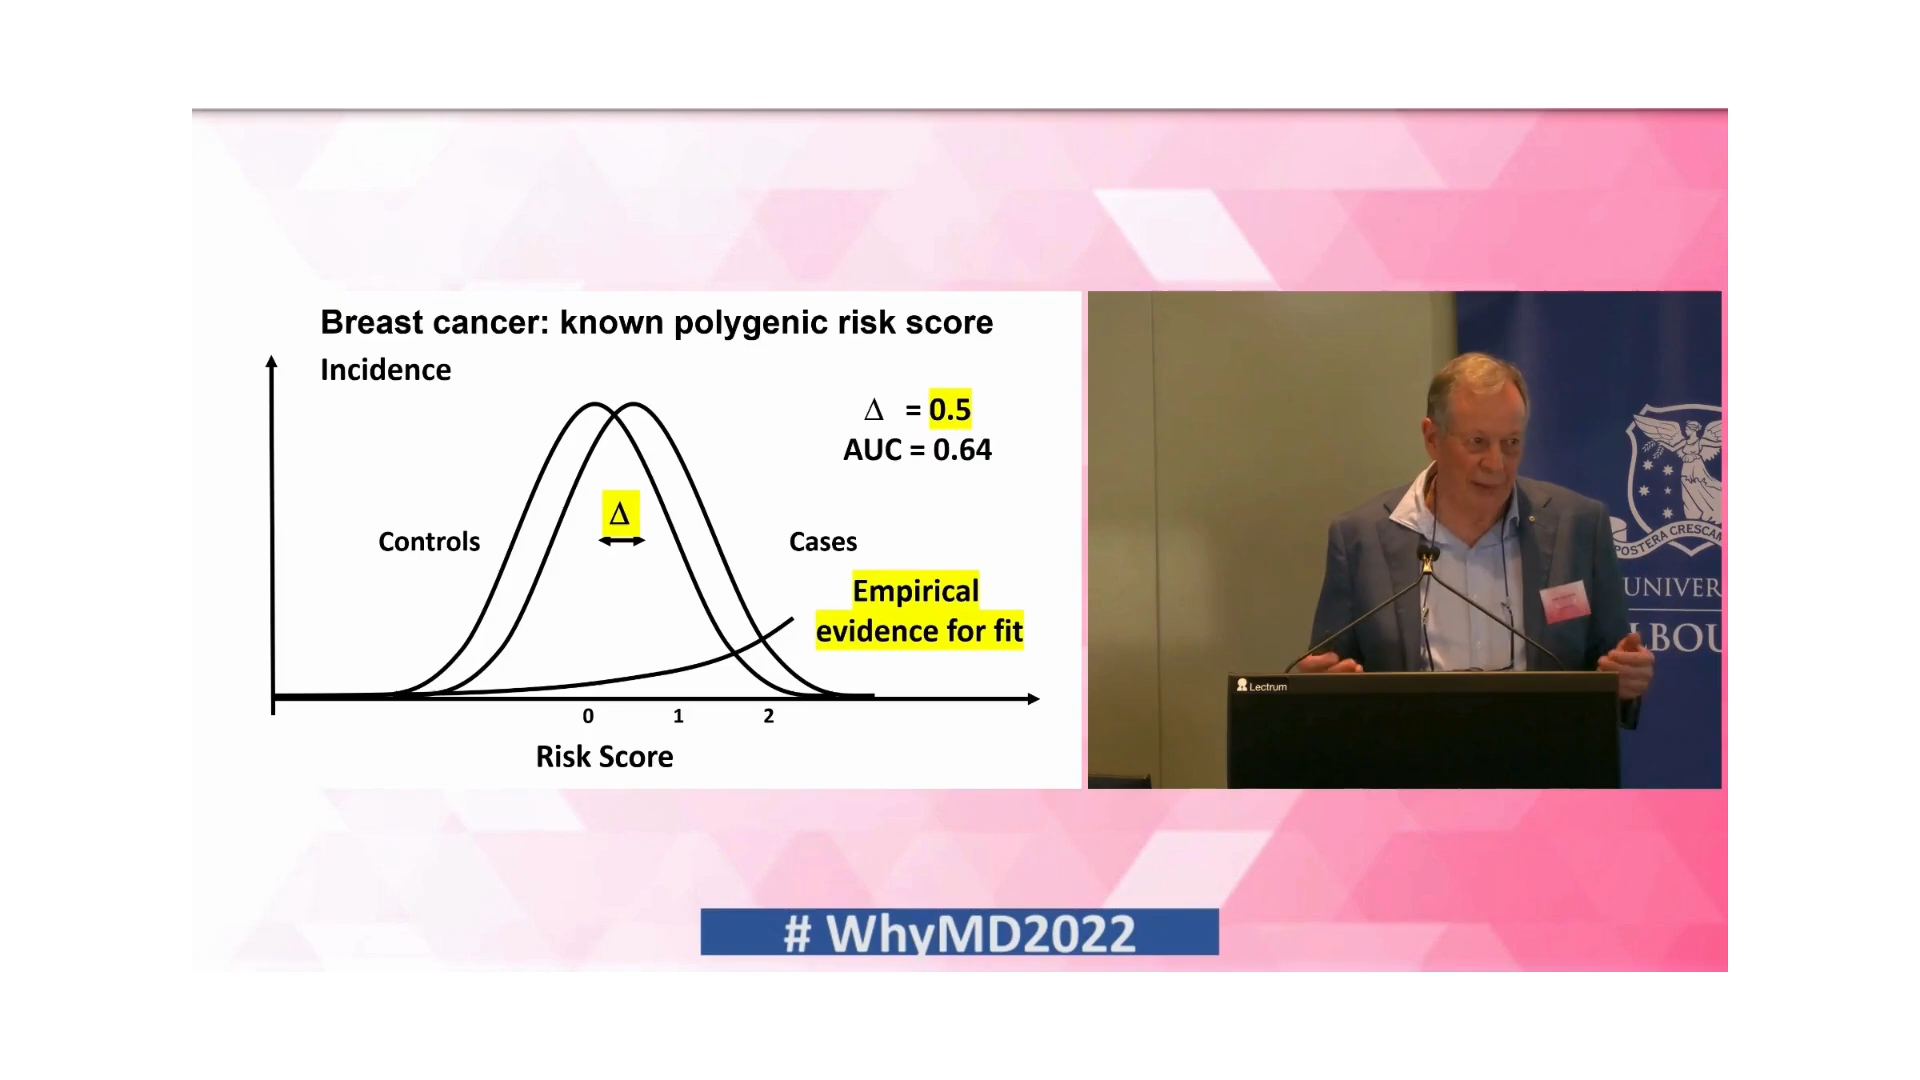 Breast cancer: known polygenic risk score
Incidence
Δ = 0.5
AUC = 0.64
Δ
Controls
Cases
Empirical
evidence for fit
0 1 2
Risk Score
POSTERA CRESCAM
UNIVER
LBOU
Lectrum
# WhyMD2022